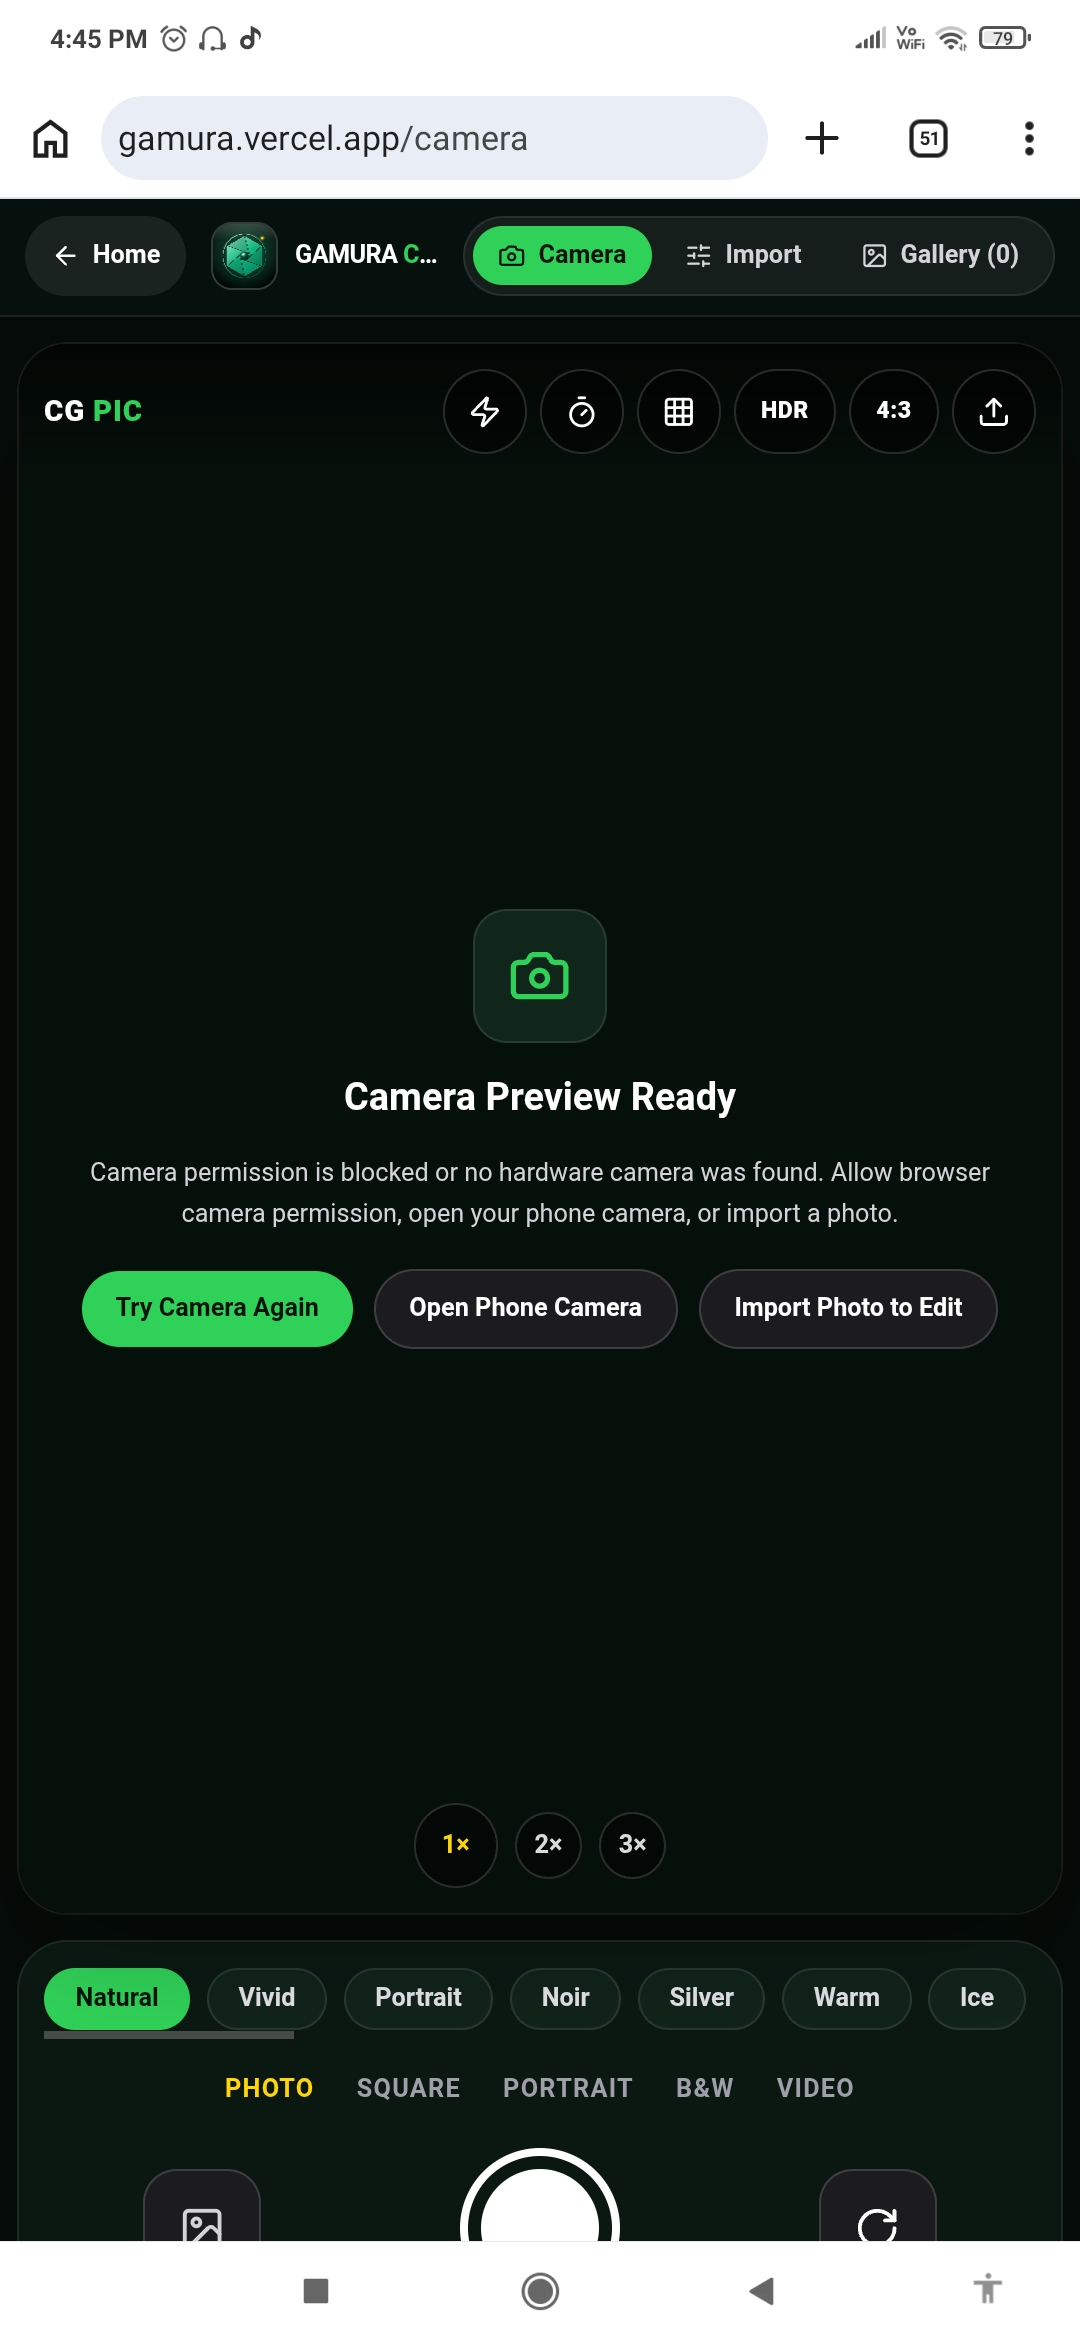 4:45 PM
Vo WiFi 79
gamura.vercel.app/camera
51
Home
GAMURA C...
Camera
Import
Gallery (0)
CG PIC
HDR
4:3
Camera Preview Ready
Camera permission is blocked or no hardware camera was found. Allow browser
camera permission, open your phone camera, or import a photo.
Try Camera Again
Open Phone Camera
Import Photo to Edit
1×
2×
3×
Natural
Vivid
Portrait
Noir
Silver
Warm
Ice
PHOTO
SQUARE
PORTRAIT
B&W
VIDEO